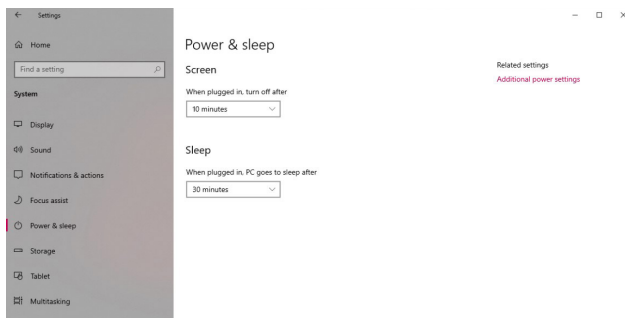 Settings
Home
Find a setting
System
Display
Sound
Notifications & actions
Focus assist
Power & sleep
Storage
Tablet
Multitasking
Power & sleep
Screen
When plugged in, turn off after
10 minutes
Sleep
When plugged in, PC goes to sleep after
30 minutes
Related settings
Additional power settings